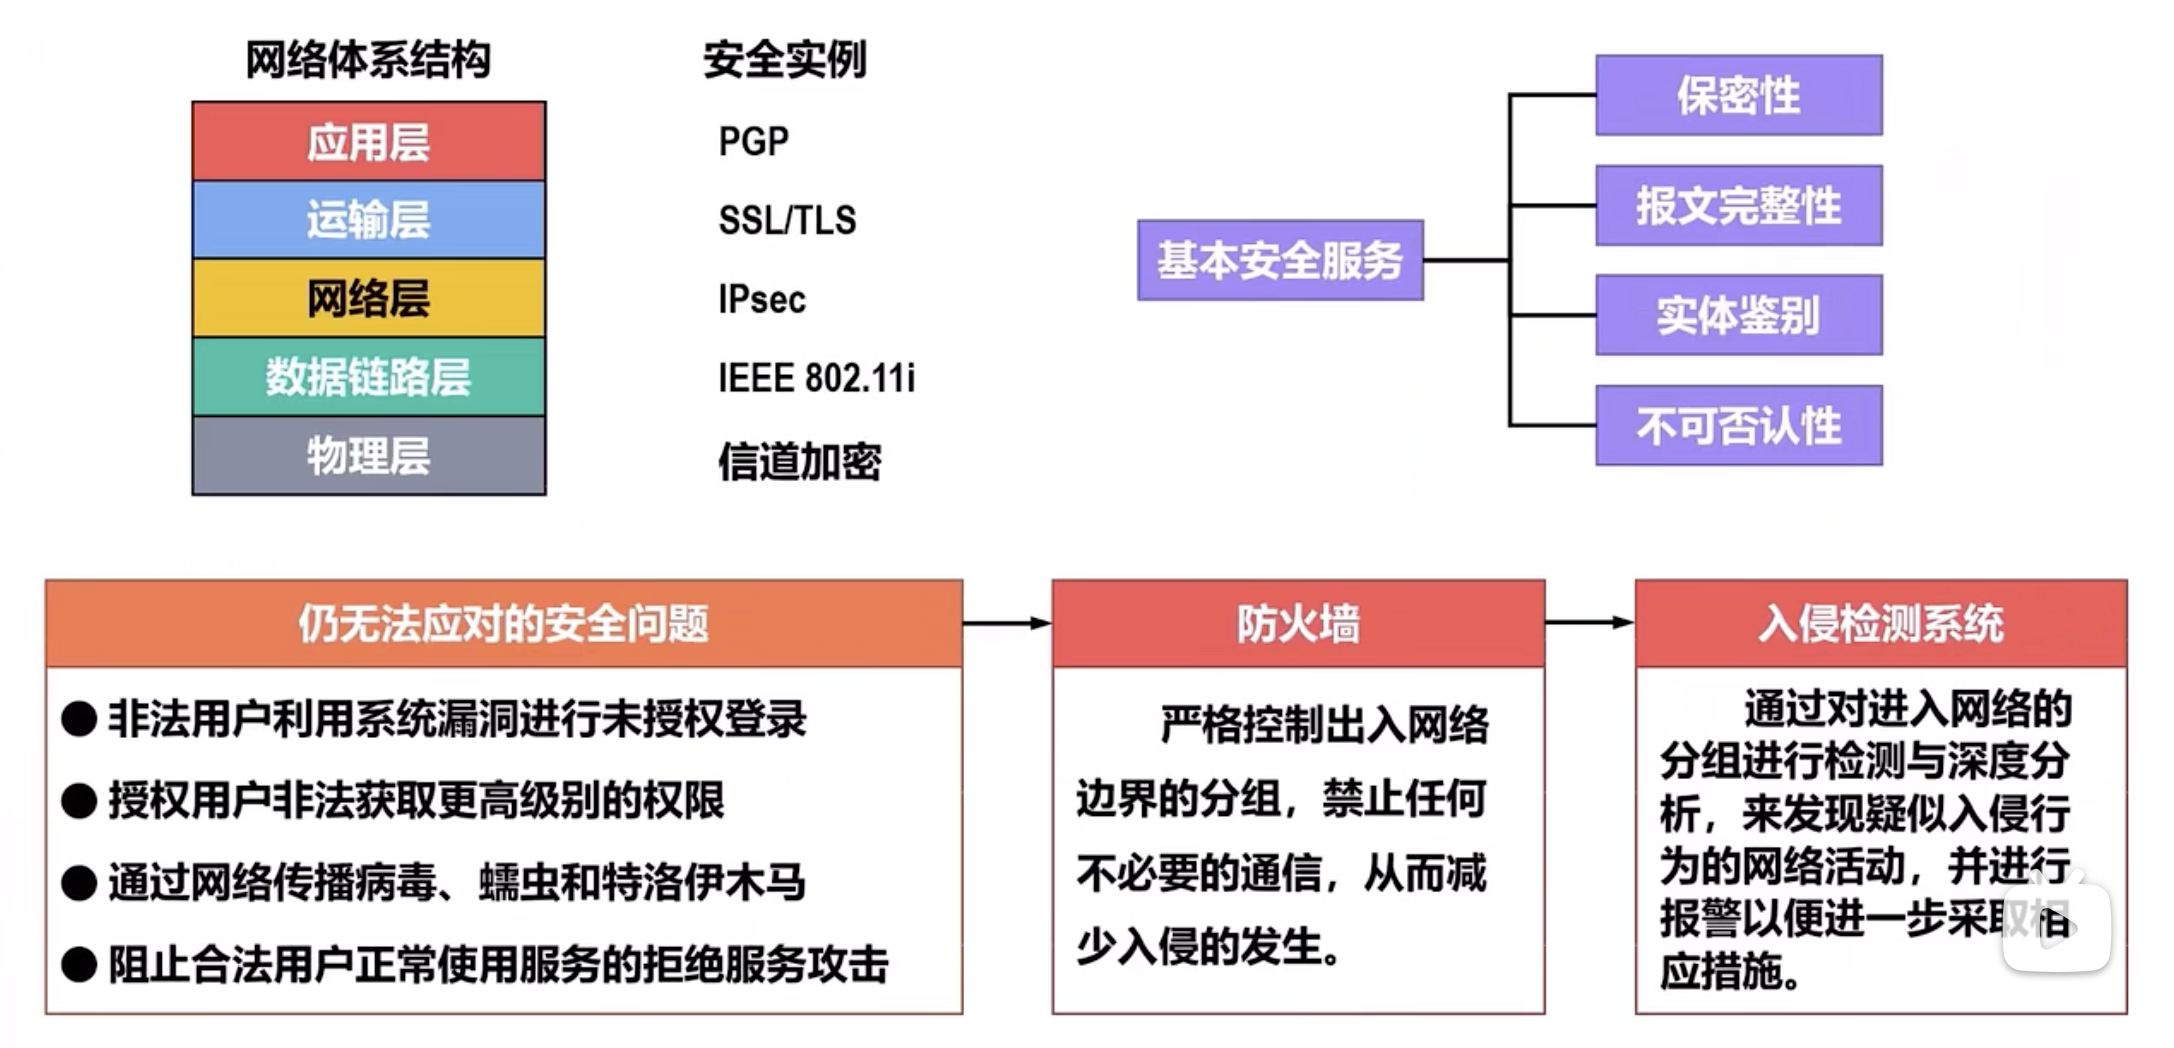 网络体系结构
安全实例
应用层
PGP
运输层
SSL/TLS
网络层
IPsec
数据链路层
IEEE 802.11i
物理层
信道加密
基本安全服务
保密性
报文完整性
实体鉴别
不可否认性
仍无法应对的安全问题
● 非法用户利用系统漏洞进行未授权登录
● 授权用户非法获取更高级别的权限
● 通过网络传播病毒、蠕虫和特洛伊木马
● 阻止合法用户正常使用服务的拒绝服务攻击
防火墙
严格控制出入网络
边界的分组，禁止任何
不必要的通信，从而减
少入侵的发生。
入侵检测系统
通过对进入网络的
分组进行检测与深度分
析，来发现疑似入侵行
为的网络活动，并进行
报警以便进一步采取相
应措施。